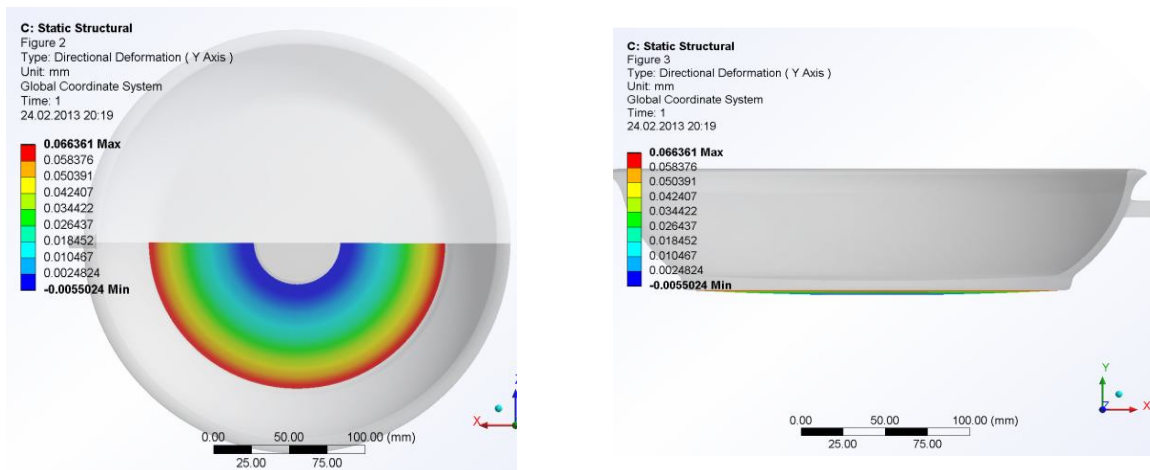 C: Static Structural
Figure 2
Type: Directional Deformation ( Y Axis )
Unit: mm
Global Coordinate System
Time: 1
24.02.2013 20:19
0.066361 Max
0.058376
0.050391
0.042407
0.034422
0.026437
0.018452
0.010467
0.0024824
-0.0055024 Min
0.00 50.00 100.00 (mm)
25.00 75.00
X
C: Static Structural
Figure 3
Type: Directional Deformation ( Y Axis )
Unit: mm
Global Coordinate System
Time: 1
24.02.2013 20:19
0.066361 Max
0.058376
0.050391
0.042407
0.034422
0.026437
0.018452
0.010467
0.0024824
-0.0055024 Min
0.00 50.00 100.00 (mm)
25.00 75.00
Y
Z X